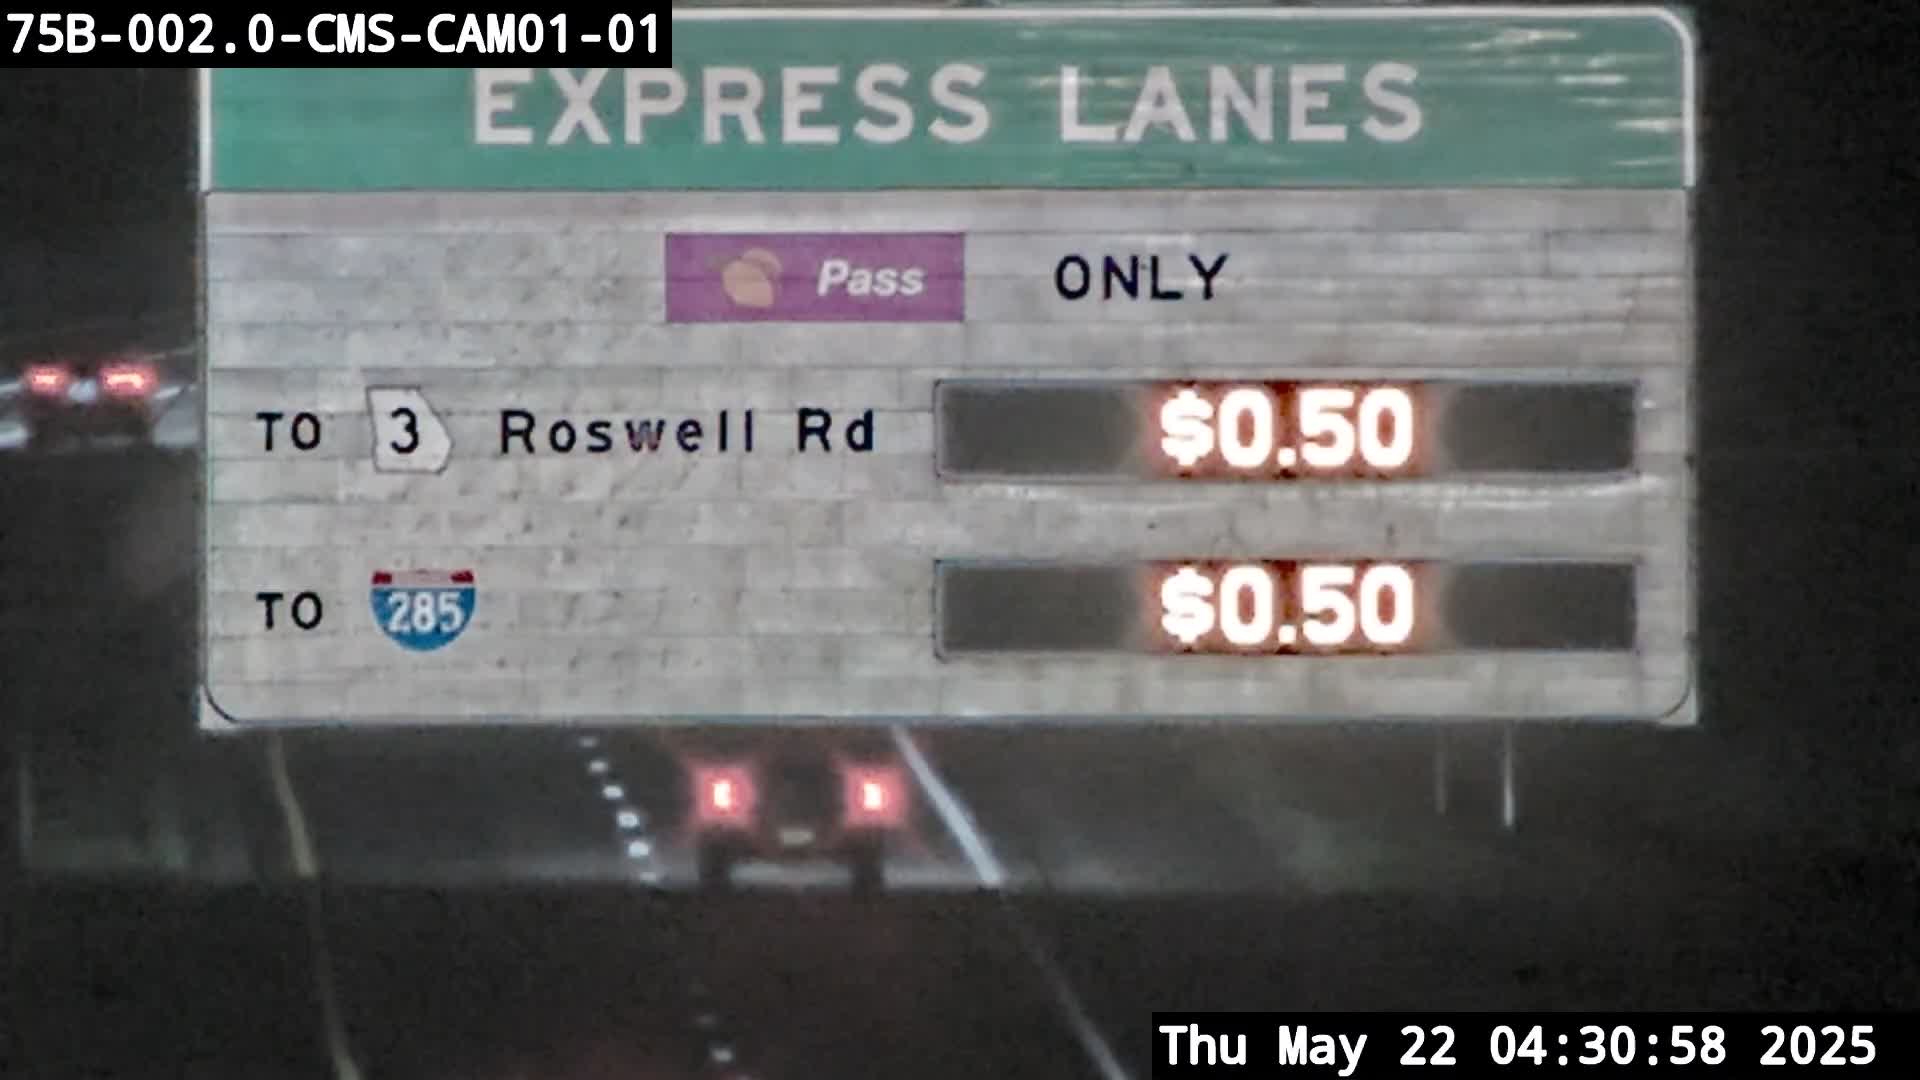 75B-002.0-CMS-CAM01-01
EXPRESS LANES
Pass ONLY
TO 3 Roswell Rd $0.50
TO 285 $0.50
Thu May 22 04:30:58 2025